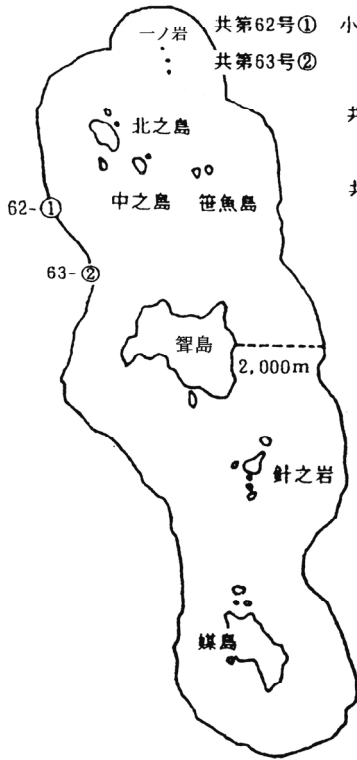 一ノ岩
共第62号① 小
共第63号②
北之島
中之島
笹魚島
62-①
63-②
聟島
2,000m
針之岩
媒島